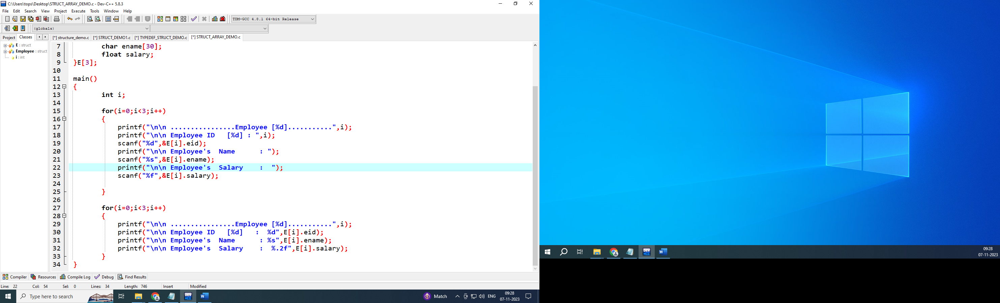 C:\Users\tops\Desktop\STRUCT_ARRAY_DEMO.c - Dev-C++ 5.8.3
File Edit Search View Project Execute Tools Window Help
TDM-GCC 4.8.1 64-bit Release
(globals)
Project Classes [*] structure_demo.c [*] STRUCT_DEMO1.c [*] TYPEDEF_STRUCT_DEMO.c [*] STRUCT_ARRAY_DEMO.c
E : struct
Employee : struct
i : int
7 char ename[30];
8 float salary;
9 }E[3];
10
11 main()
12 {
13 int i;
14
15 for(i=0;i<3;i++)
16 {
17 printf("\n\n ................Employee [%d]...........",i);
18 printf("\n\n Employee ID   [%d] : ",i);
19 scanf("%d",&E[i].eid);
20 printf("\n\n Employee's  Name      : ");
21 scanf("%s",&E[i].ename);
22 printf("\n\n Employee's  Salary    :  ");
23 scanf("%f",&E[i].salary);
24
25 }
26
27 for(i=0;i<3;i++)
28 {
29 printf("\n\n ................Employee [%d]...........",i);
30 printf("\n\n Employee ID   [%d]   :  %d",E[i].eid);
31 printf("\n\n Employee's  Name      : %s",E[i].ename);
32 printf("\n\n Employee's  Salary    :  %.2f",E[i].salary);
33 }
34 }
Compiler Resources Compile Log Debug Find Results
Line: 22 Col: 54 Sel: 0 Lines: 34 Length: 746 Insert Modified
Type here to search
DEV
W
Match
ENG
09:28
07-11-2023
DEV
W
09:28
07-11-2023